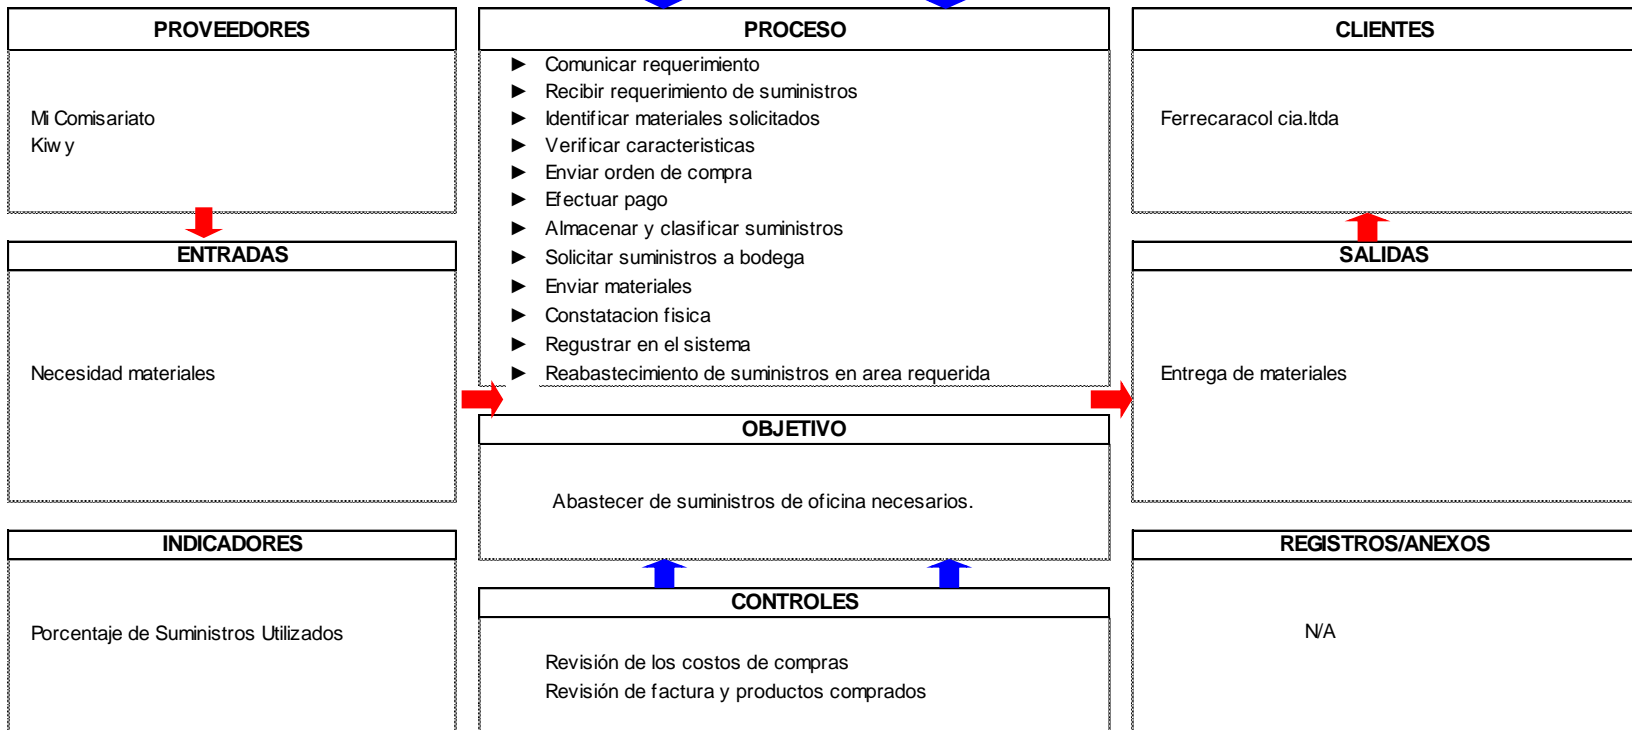 PROVEEDORES
Mi Comisariato
Kiwy
ENTRADAS
Necesidad materiales
INDICADORES
Porcentaje de Suministros Utilizados
PROCESO
► Comunicar requerimiento
► Recibir requerimiento de suministros
► Identificar materiales solicitados
► Verificar caracteristicas
► Enviar orden de compra
► Efectuar pago
► Almacenar y clasificar suministros
► Solicitar suministros a bodega
► Enviar materiales
► Constatacion fisica
► Regustrar en el sistema
► Reabastecimiento de suministros en area requerida
OBJETIVO
Abastecer de suministros de oficina necesarios.
CONTROLES
Revisión de los costos de compras
Revisión de factura y productos comprados
CLIENTES
Ferrecaracol cia.ltda
SALIDAS
Entrega de materiales
REGISTROS/ANEXOS
N/A